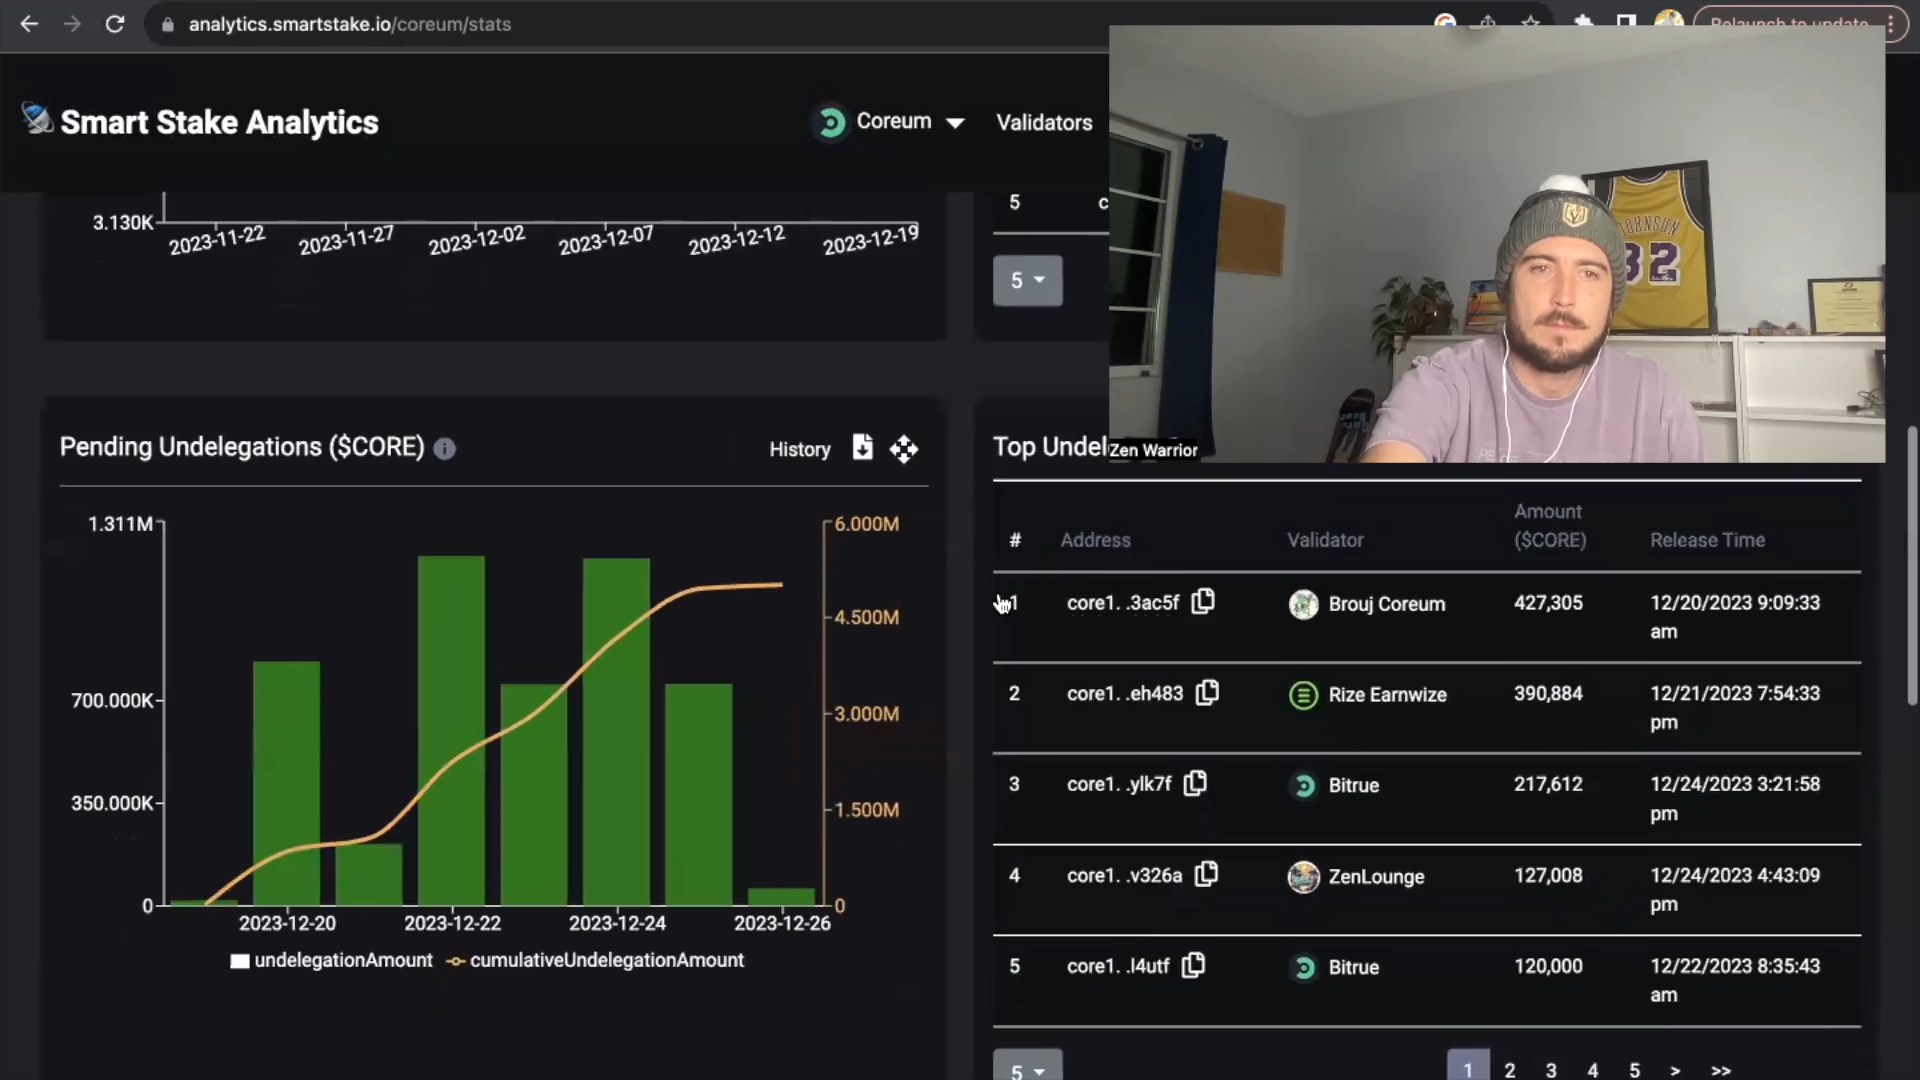 analytics.smartstake.io/coreum/stats
Relaunch to update
Smart Stake Analytics
Coreum
Validators
3.130K
2023-11-22
2023-11-27
2023-12-02
2023-12-07
2023-12-12
2023-12-19
5
c
5
JOHNSON
32
Zen Warrior
Pending Undelegations ($CORE)
History
1.311M
700.000K
350.000K
0
6.000M
4.500M
3.000M
1.500M
0
2023-12-20
2023-12-22
2023-12-24
2023-12-26
undelegationAmount
cumulativeUndelegationAmount
Top Undel
# Address Validator Amount ($CORE) Release Time
1 core1. .3ac5f Brouj Coreum 427,305 12/20/2023 9:09:33 am
2 core1. .eh483 Rize Earnwize 390,884 12/21/2023 7:54:33 pm
3 core1. .ylk7f Bitrue 217,612 12/24/2023 3:21:58 pm
4 core1. .v326a ZenLounge 127,008 12/24/2023 4:43:09 pm
5 core1. .l4utf Bitrue 120,000 12/22/2023 8:35:43 am
5
1 2 3 4 5 > >>